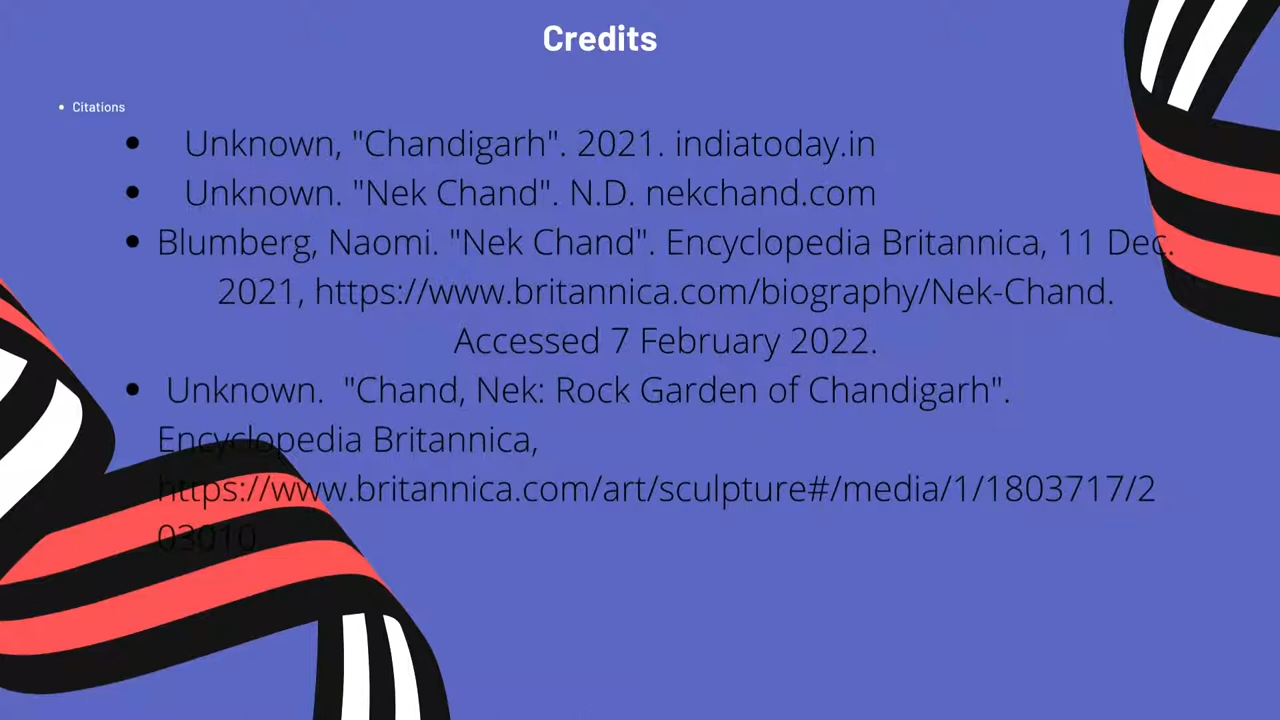 Credits
• Citations
• Unknown, "Chandigarh". 2021. indiatoday.in
• Unknown. "Nek Chand". N.D. nekchand.com
• Blumberg, Naomi. "Nek Chand". Encyclopedia Britannica, 11 Dec.
2021, https://www.britannica.com/biography/Nek-Chand.
Accessed 7 February 2022.
• Unknown.  "Chand, Nek: Rock Garden of Chandigarh".
Encyclopedia Britannica,
https://www.britannica.com/art/sculpture#/media/1/1803717/2
03010